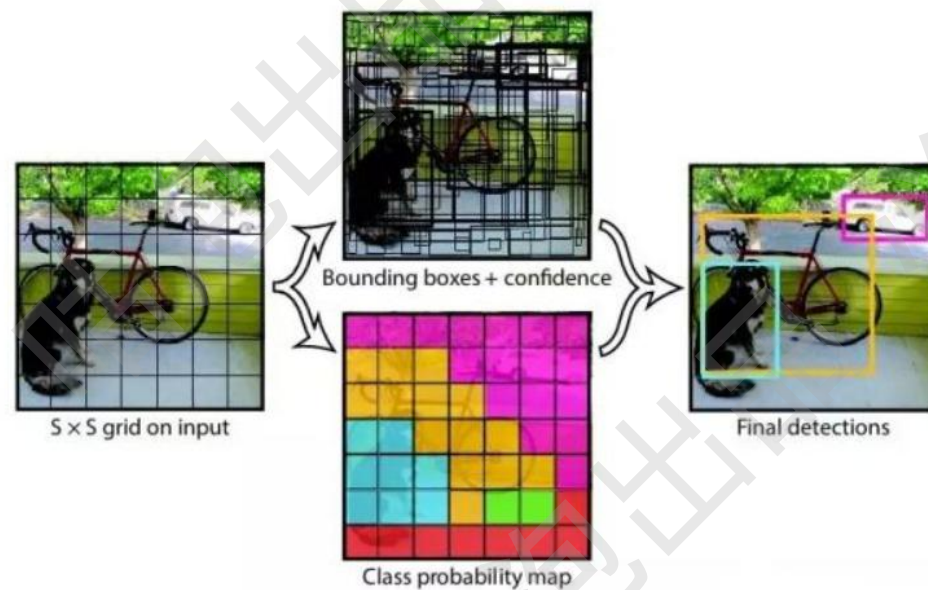 Bounding boxes + confidence
S × S grid on input
Final detections
Class probability map